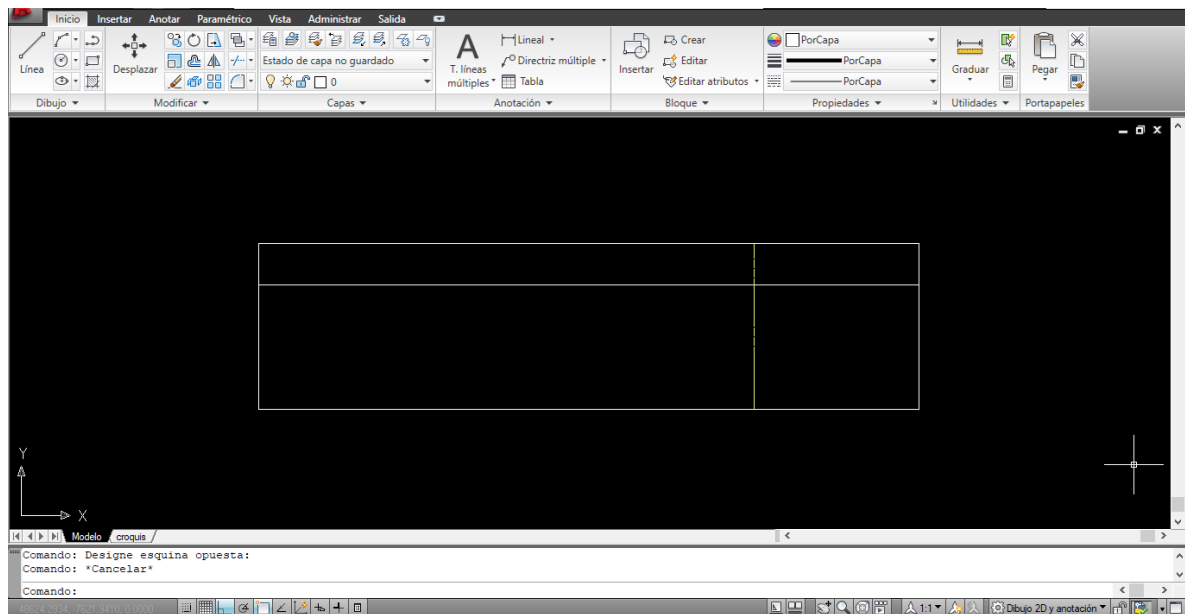 Inicio Insertar Anotar Paramétrico Vista Administrar Salida
Línea
Desplazar
Estado de capa no guardado
0
A
T. líneas
múltiples
Lineal
Directriz múltiple
Tabla
Insertar
Crear
Editar
Editar atributos
PorCapa
PorCapa
PorCapa
Graduar
Pegar
Dibujo Modificar Capas Anotación Bloque Propiedades Utilidades Portapapeles
Y
X
Modelo croquis
Comando: Designe esquina opuesta:
Comando: *Cancelar*
Comando:
1:1 Dibujo 2D y anotación